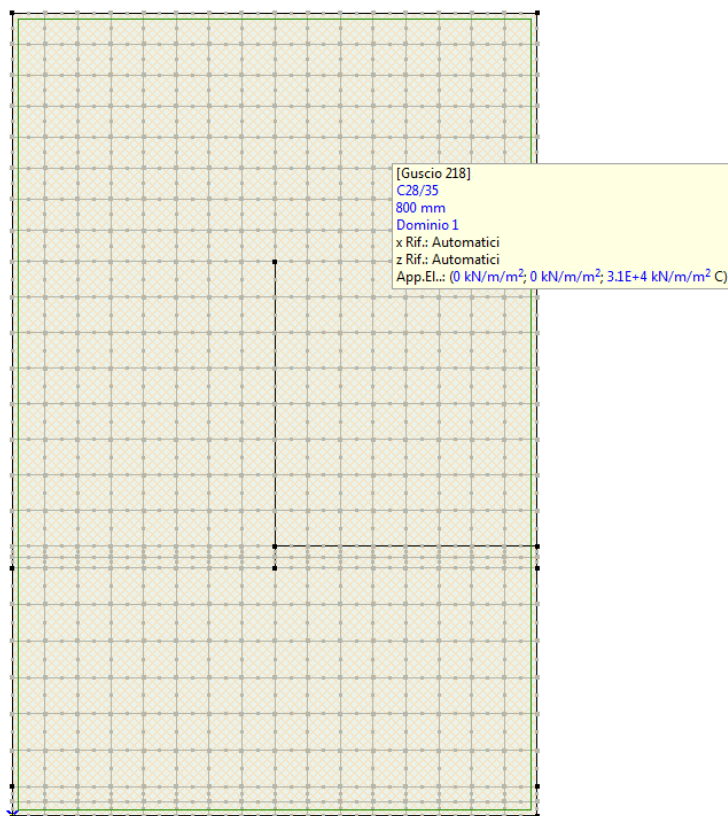 [Guscio 218]
C28/35
800 mm
Dominio 1
x Rif.: Automatici
z Rif.: Automatici
App.El..: (0 kN/m/m²; 0 kN/m/m²; 3.1E+4 kN/m/m² C)